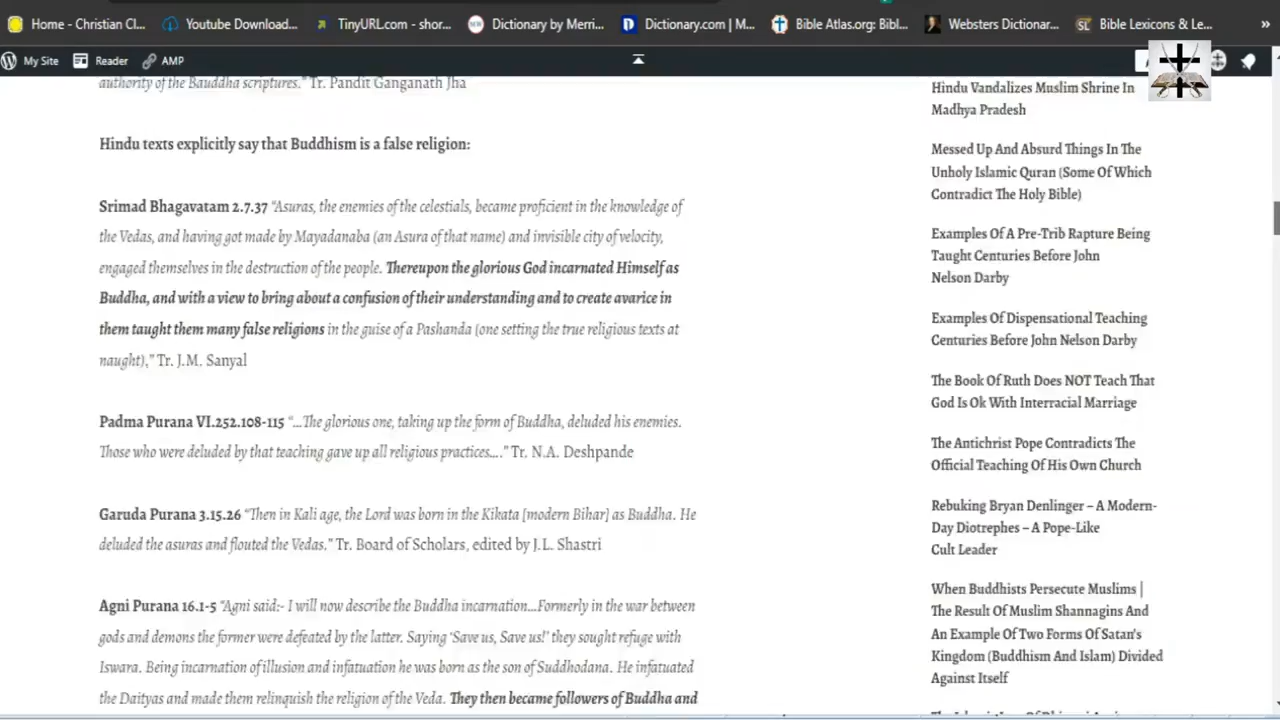 Home - Christian Cl...
Youtube Download...
TinyURL.com - shor...
Dictionary by Merri...
Dictionary.com | M...
Bible Atlas.org: Bibl...
Websters Dictionar...
Bible Lexicons & Le...
»
My Site
Reader
AMP
authority of the Bauddha scriptures." Tr. Pandit Ganganath Jha
Hindu texts explicitly say that Buddhism is a false religion:
Srimad Bhagavatam 2.7.37 "Asuras, the enemies of the celestials, became proficient in the knowledge of
the Vedas, and having got made by Mayadanaba (an Asura of that name) and invisible city of velocity,
engaged themselves in the destruction of the people. Thereupon the glorious God incarnated Himself as
Buddha, and with a view to bring about a confusion of their understanding and to create avarice in
them taught them many false religions in the guise of a Pashanda (one setting the true religious texts at
naught)," Tr. J.M. Sanyal
Padma Purana VI.252.108-115 "...The glorious one, taking up the form of Buddha, deluded his enemies.
Those who were deluded by that teaching gave up all religious practices...." Tr. N.A. Deshpande
Garuda Purana 3.15.26 "Then in Kali age, the Lord was born in the Kikata [modern Bihar] as Buddha. He
deluded the asuras and flouted the Vedas." Tr. Board of Scholars, edited by J.L. Shastri
Agni Purana 16.1-5 "Agni said:- I will now describe the Buddha incarnation...Formerly in the war between
gods and demons the former were defeated by the latter. Saying 'Save us, Save us!' they sought refuge with
Iswara. Being incarnation of illusion and infatuation he was born as the son of Suddhodana. He infatuated
the Daityas and made them relinquish the religion of the Veda. They then became followers of Buddha and
Hindu Vandalizes Muslim Shrine In
Madhya Pradesh
Messed Up And Absurd Things In The
Unholy Islamic Quran (Some Of Which
Contradict The Holy Bible)
Examples Of A Pre-Trib Rapture Being
Taught Centuries Before John
Nelson Darby
Examples Of Dispensational Teaching
Centuries Before John Nelson Darby
The Book Of Ruth Does NOT Teach That
God Is Ok With Interracial Marriage
The Antichrist Pope Contradicts The
Official Teaching Of His Own Church
Rebuking Bryan Denlinger – A Modern-
Day Diotrephes – A Pope-Like
Cult Leader
When Buddhists Persecute Muslims |
The Result Of Muslim Shannagins And
An Example Of Two Forms Of Satan's
Kingdom (Buddhism And Islam) Divided
Against Itself